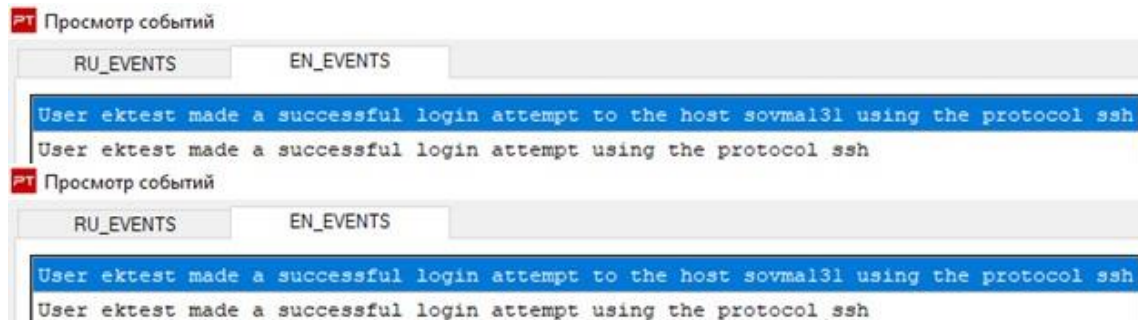 PT Просмотр событий
RU_EVENTS EN_EVENTS
User ektest made a successful login attempt to the host sovmal3l using the protocol ssh
User ektest made a successful login attempt using the protocol ssh
PT Просмотр событий
RU_EVENTS EN_EVENTS
User ektest made a successful login attempt to the host sovmal3l using the protocol ssh
User ektest made a successful login attempt using the protocol ssh